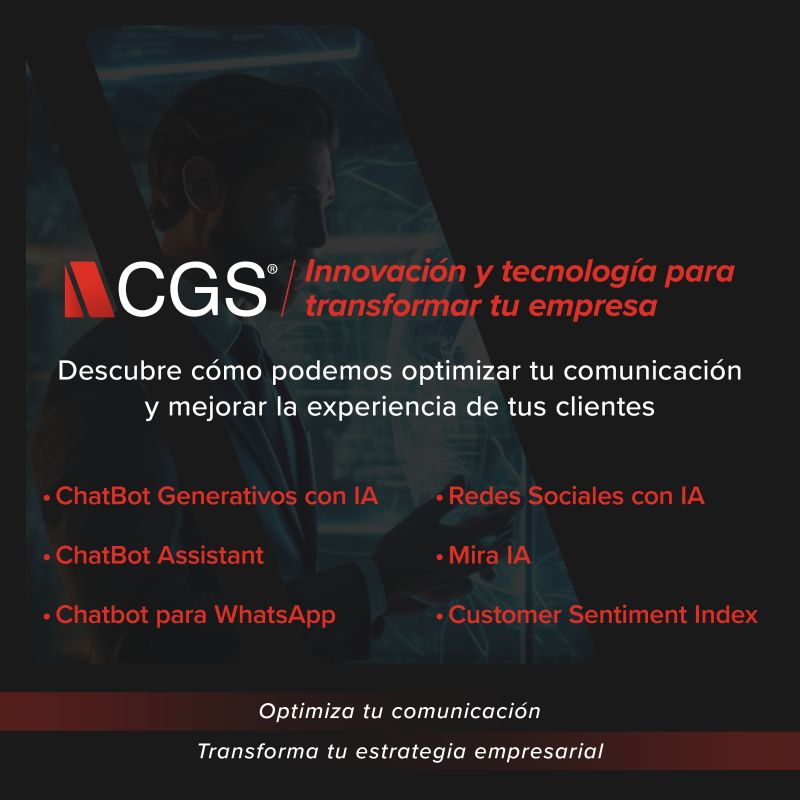 CGS®
Innovación y tecnología para
transformar tu empresa
Descubre cómo podemos optimizar tu comunicación
y mejorar la experiencia de tus clientes
• ChatBot Generativos con IA
• ChatBot Assistant
• Chatbot para WhatsApp
• Redes Sociales con IA
• Mira IA
• Customer Sentiment Index
Optimiza tu comunicación
Transforma tu estrategia empresarial